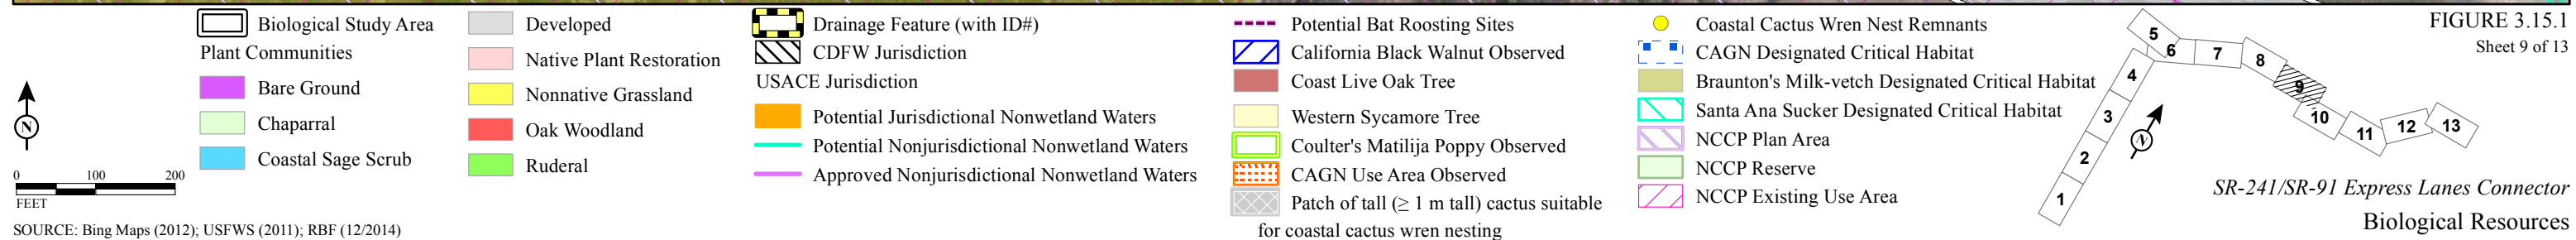 Biological Study Area
Plant Communities
Bare Ground
Chaparral
Coastal Sage Scrub
Developed
Native Plant Restoration
Nonnative Grassland
Oak Woodland
Ruderal
Drainage Feature (with ID#)
CDFW Jurisdiction
USACE Jurisdiction
Potential Jurisdictional Nonwetland Waters
Potential Nonjurisdictional Nonwetland Waters
Approved Nonjurisdictional Nonwetland Waters
Potential Bat Roosting Sites
California Black Walnut Observed
Coast Live Oak Tree
Western Sycamore Tree
Coulter's Matilija Poppy Observed
CAGN Use Area Observed
Patch of tall (≥ 1 m tall) cactus suitable
for coastal cactus wren nesting
Coastal Cactus Wren Nest Remnants
CAGN Designated Critical Habitat
Braunton's Milk-vetch Designated Critical Habitat
Santa Ana Sucker Designated Critical Habitat
NCCP Plan Area
NCCP Reserve
NCCP Existing Use Area
N
0 100 200
FEET
SOURCE: Bing Maps (2012); USFWS (2011); RBF (12/2014)
1
2
3
4
5
6
7
8
9
10
11
12
13
N
FIGURE 3.15.1
Sheet 9 of 13
SR-241/SR-91 Express Lanes Connector
Biological Resources